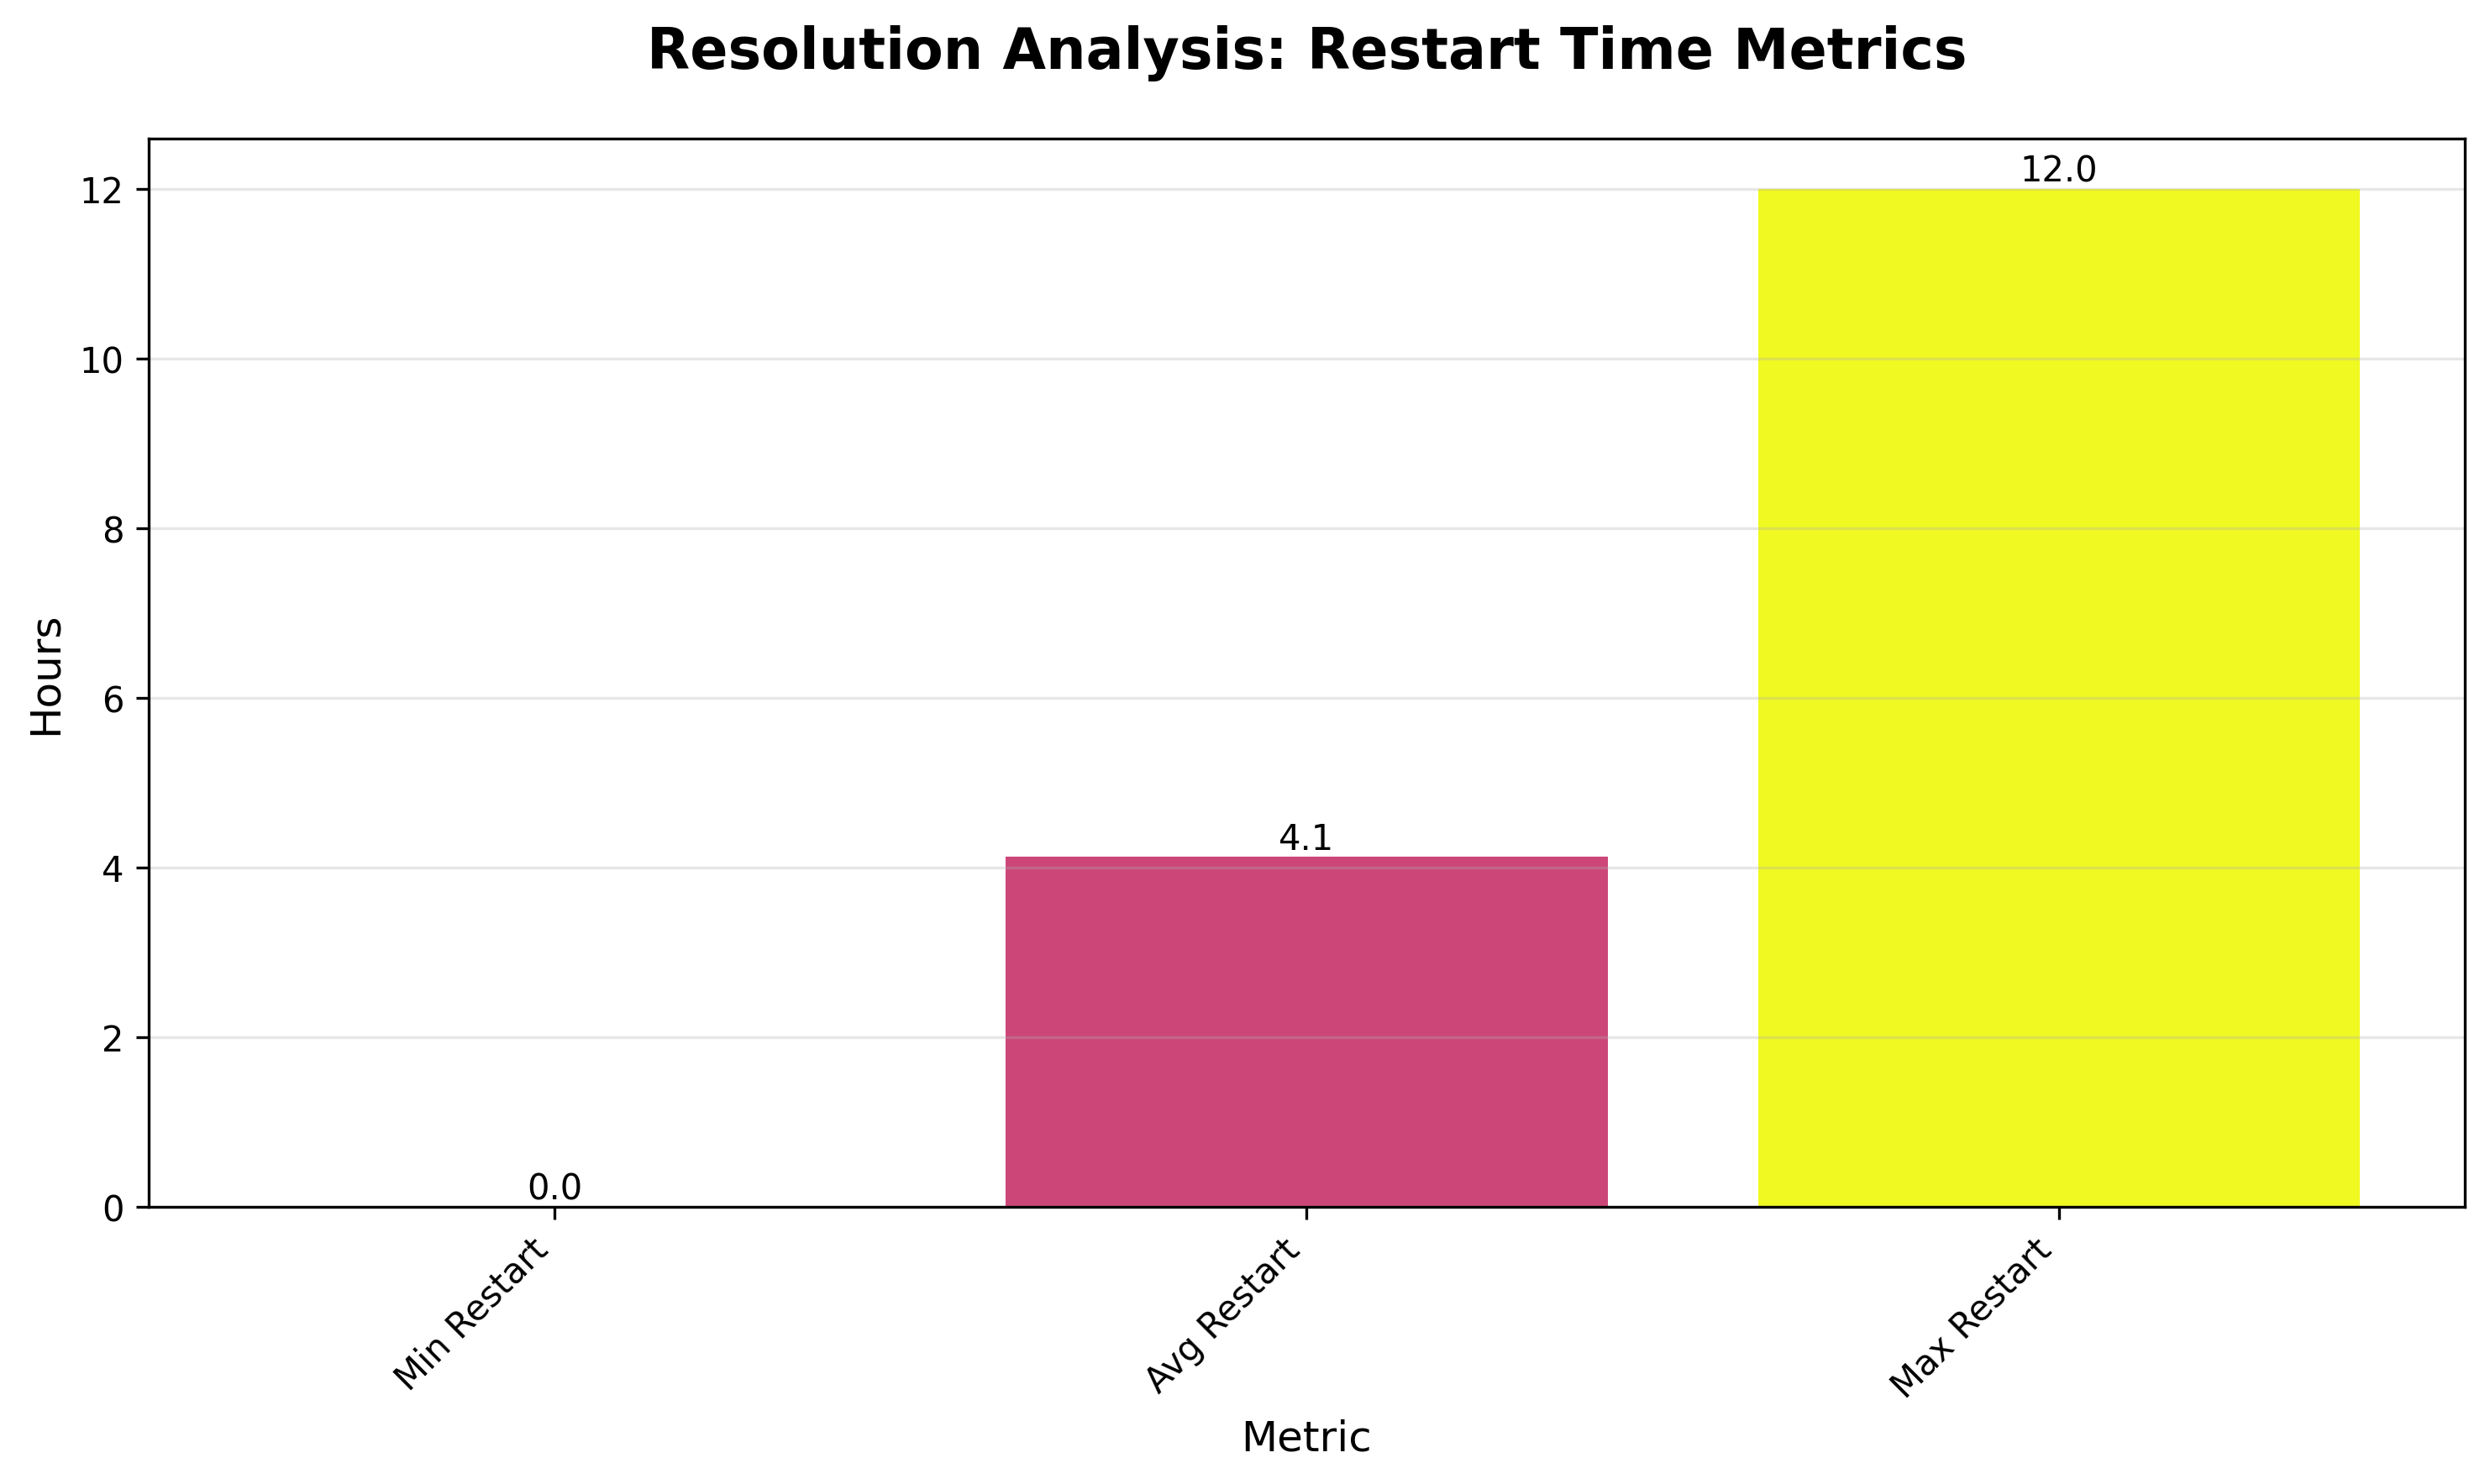 Resolution Analysis: Restart Time Metrics
12.0
12
10
8
Hours
6
4.1
4
2
0.0
0
Min Restart
Avg Restart
Max Restart
Metric